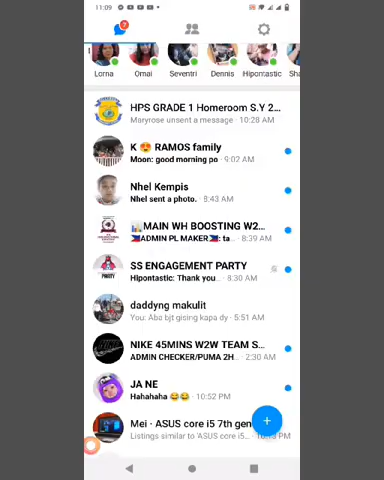 11:09
7
Lorna Omai Seventri Dennis Hipontastic Sha
HPS GRADE 1 Homeroom S.Y 2...
Maryrose unsent a message · 10:28 AM
K 😍 RAMOS family
Moon: good morning po · 9:02 AM
Nhel Kempis
Nhel sent a photo. · 8:43 AM
📊MAIN WH BOOSTING W2...
🇵🇭ADMIN PL MAKER🇵🇭: ta... · 8:39 AM
SS ENGAGEMENT PARTY
Hipontastic: Thank you... · 8:30 AM
daddyng makulit
You: Aba bjt gising kapa dy · 5:51 AM
NIKE 45MINS W2W TEAM S...
ADMIN CHECKER/PUMA 2H... · 2:30 AM
JA NE
Hahahaha 😂😂 · 10:52 PM
Mei · ASUS core i5 7th gen
Listings similar to 'ASUS core i5... · PM